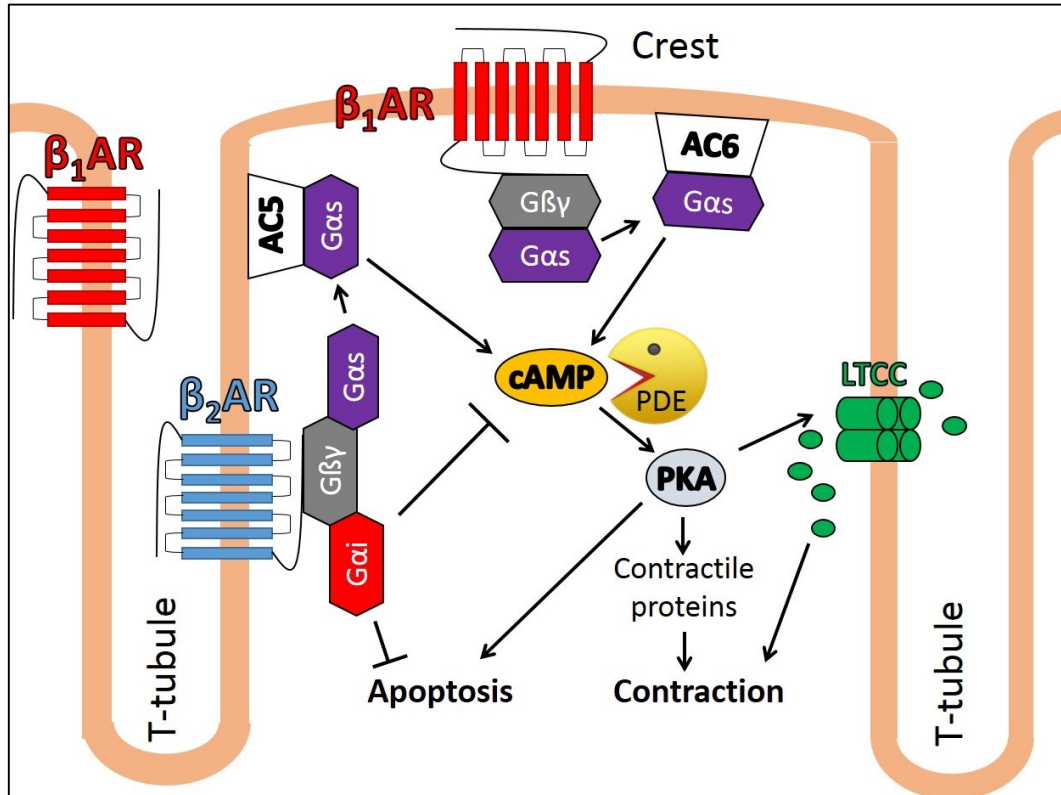 Crest
β₁AR
β₁AR
AC6
Gαs
Gßγ
Gαs
AC5
Gαs
Gαs
β₂AR
Gßγ
Gαi
cAMP
PDE
LTCC
PKA
Contractile
proteins
Apoptosis
Contraction
T-tubule
T-tubule